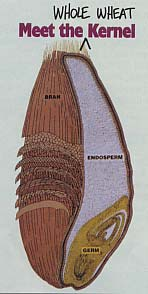 WHOLE WHEAT
Meet the Kernel
BRAN
ENDOSPERM
GERM